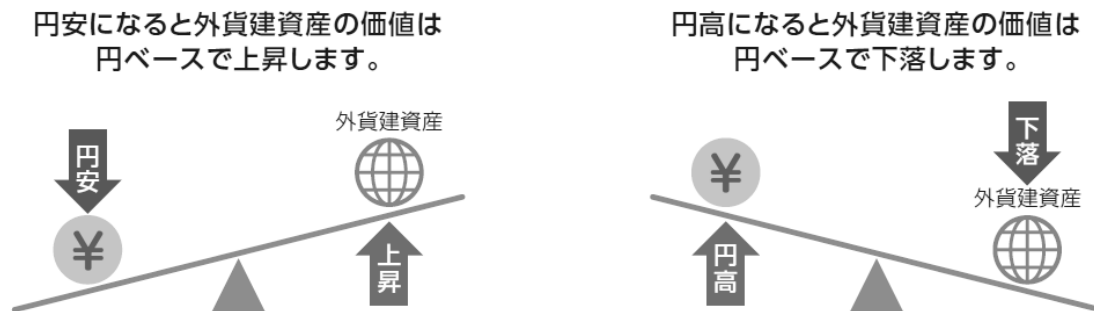 円安になると外貨建資産の価値は
円ベースで上昇します。
円安
¥
外貨建資産
上昇
円高になると外貨建資産の価値は
円ベースで下落します。
¥
円高
下落
外貨建資産